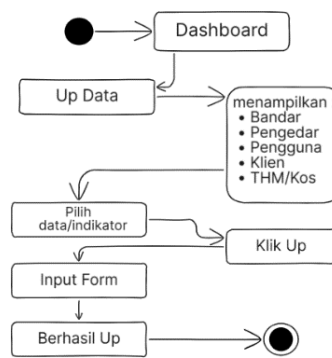 Dashboard
Up Data
menampilkan
• Bandar
• Pengedar
• Pengguna
• Klien
• THM/Kos
Pilih
data/indikator
Klik Up
Input Form
Berhasil Up